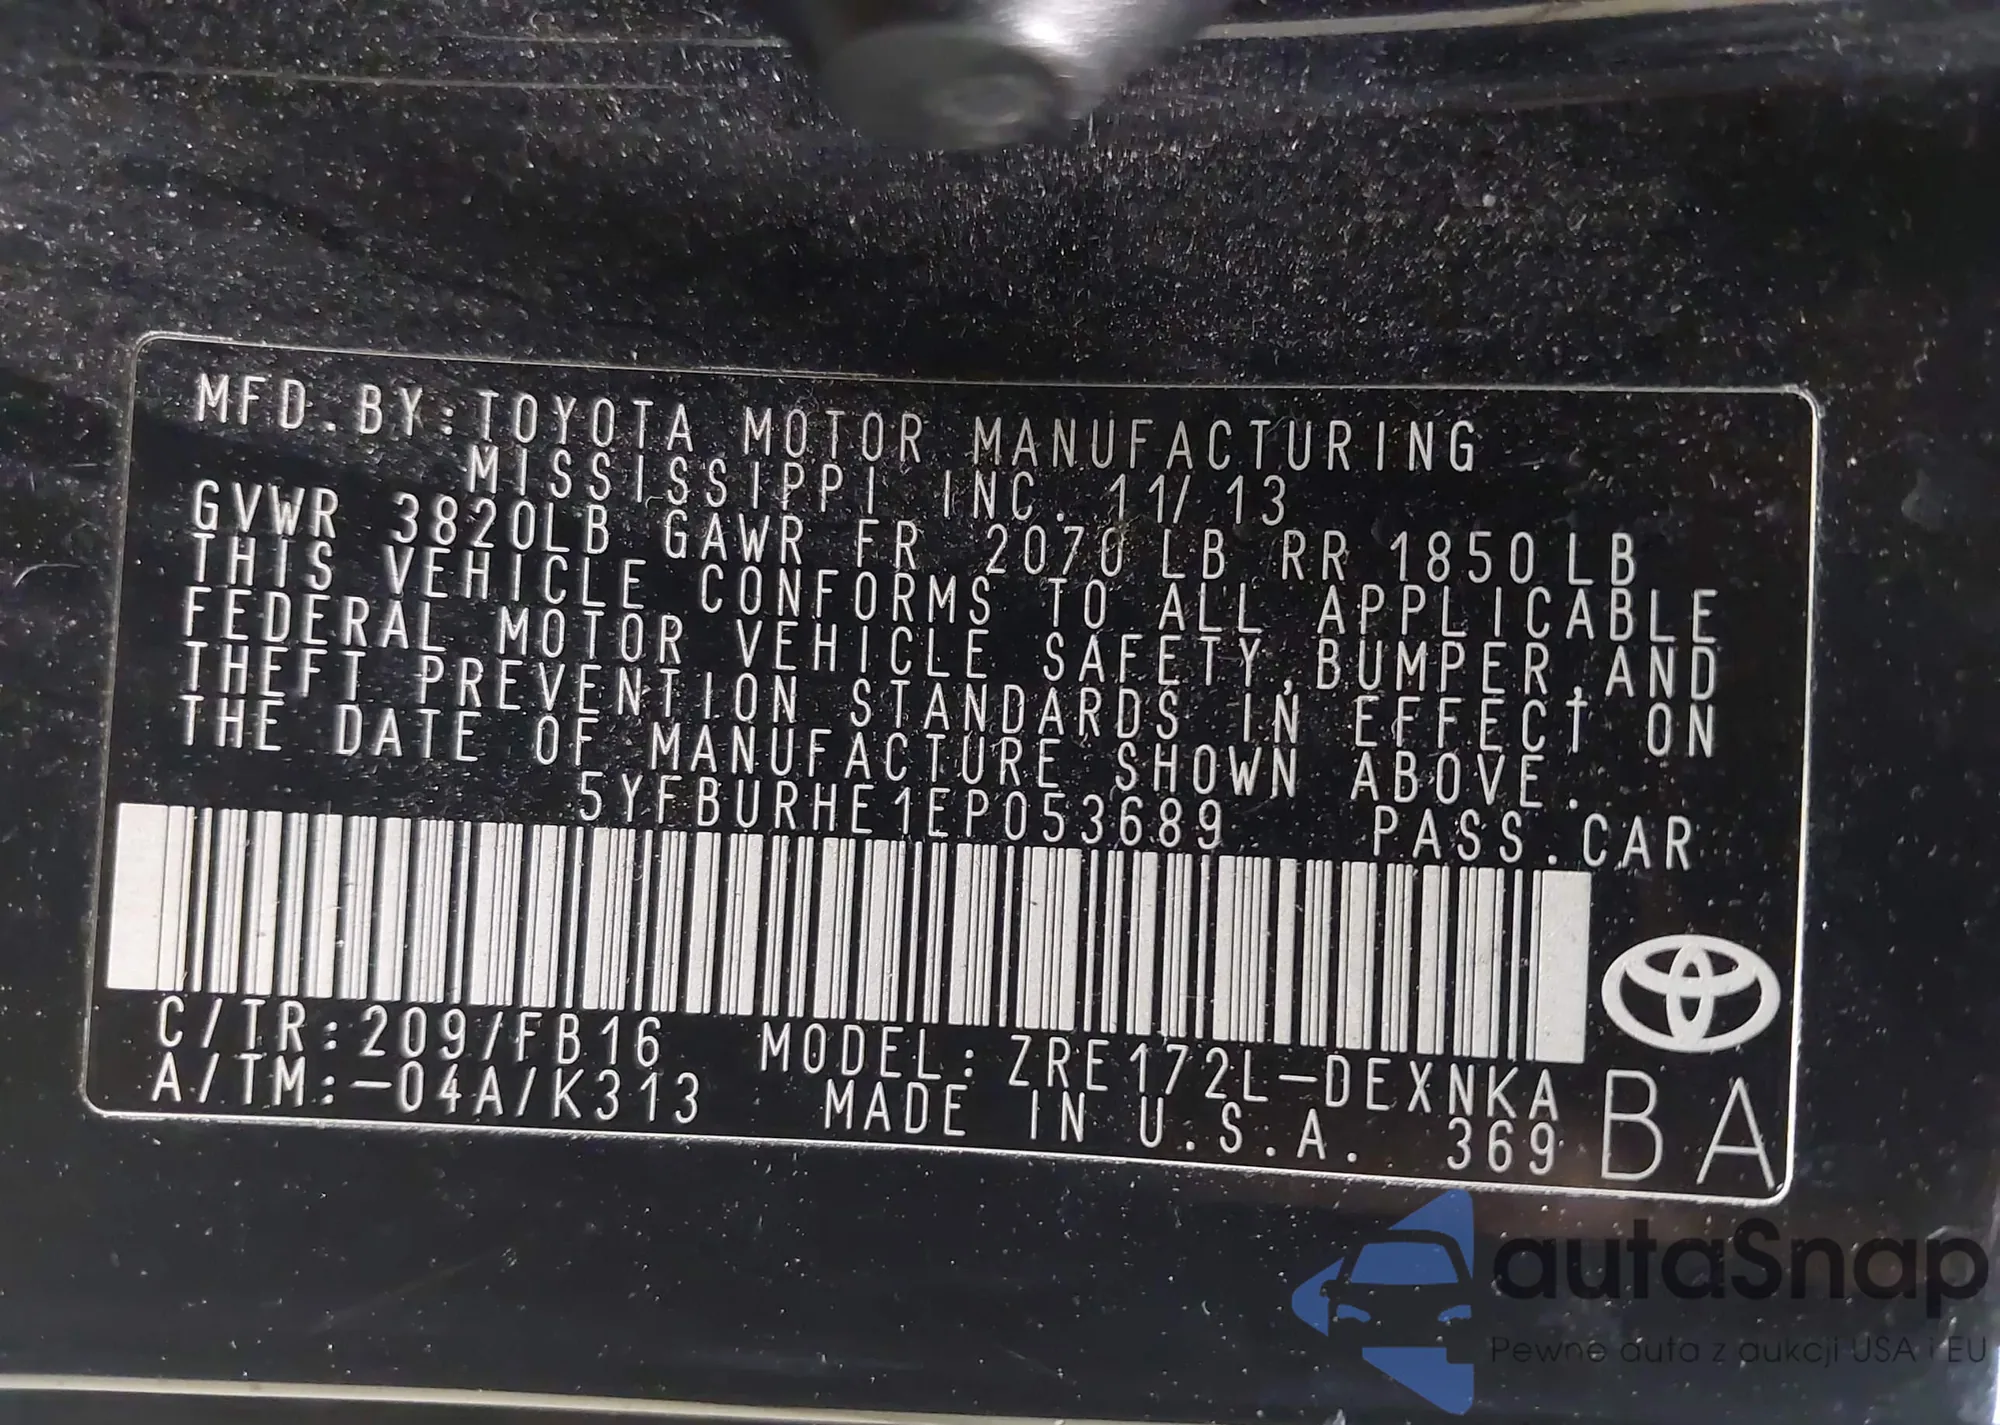 MFD.BY:TOYOTA MOTOR MANUFACTURING
MISSISSIPPI INC. 11/13
GVWR 3820LB GAWR FR 2070LB RR 1850LB
THIS VEHICLE CONFORMS TO ALL APPLICABLE
FEDERAL MOTOR VEHICLE SAFETY,BUMPER,AND
THEFT PREVENTION STANDARDS IN EFFECT ON
THE DATE OF MANUFACTURE SHOWN ABOVE.
5YFBURHE1EP053689 PASS.CAR
C/TR:209/FB16 MODEL:ZRE172L-DEXNKA
A/TM:-04A/K313 MADE IN U.S.A. 369
BA
autaSnap
Pewne auta z aukcji USA i EU